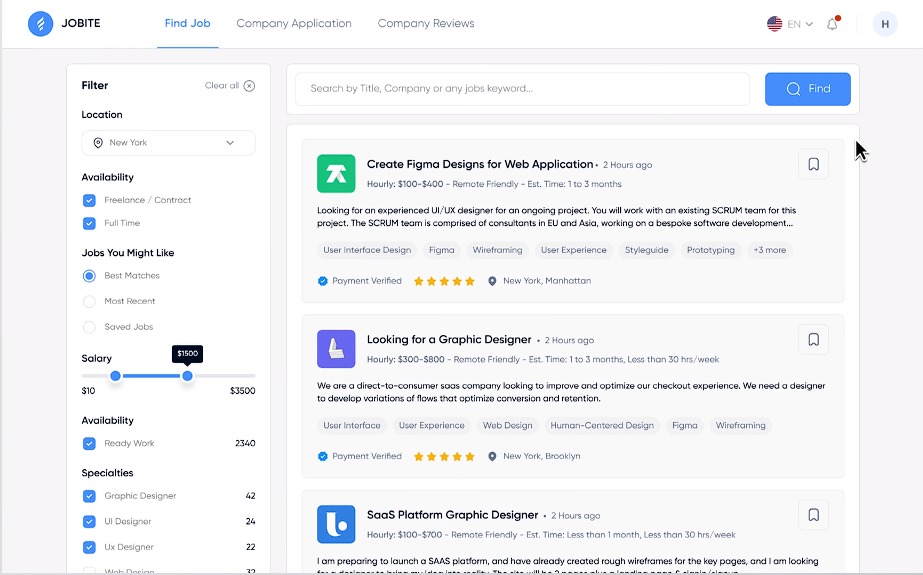 JOBITE
Find Job
Company Application
Company Reviews
EN
H
Filter
Clear all
Location
New York
Availability
Freelance / Contract
Full Time
Jobs You Might Like
Best Matches
Most Recent
Saved Jobs
Salary
$1500
$10
$3500
Availability
Ready Work
2340
Specialties
Graphic Designer
42
UI Designer
24
Ux Designer
22
Web Design
32
Search by Title, Company or any jobs keyword...
Find
Create Figma Designs for Web Application • 2 Hours ago
Hourly: $100-$400 - Remote Friendly - Est. Time: 1 to 3 months
Looking for an experienced UI/UX designer for an ongoing project. You will work with an existing SCRUM team for this
project. The SCRUM team is comprised of consultants in EU and Asia, working on a bespoke software development...
User Interface Design
Figma
Wireframing
User Experience
Styleguide
Prototyping
+3 more
Payment Verified
New York, Manhattan
Looking for a Graphic Designer • 2 Hours ago
Hourly: $300-$800 - Remote Friendly - Est. Time: 1 to 3 months, Less than 30 hrs/week
We are a direct-to-consumer saas company looking to improve and optimize our checkout experience. We need a designer
to develop variations of flows that optimize conversion and retention.
User Interface
User Experience
Web Design
Human-Centered Design
Figma
Wireframing
Payment Verified
New York, Brooklyn
SaaS Platform Graphic Designer • 2 Hours ago
Hourly: $100-$700 - Remote Friendly - Est. Time: Less than 1 month, Less than 30 hrs/week
I am preparing to launch a SAAS platform, and have already created rough wireframes for the key pages, and I am looking